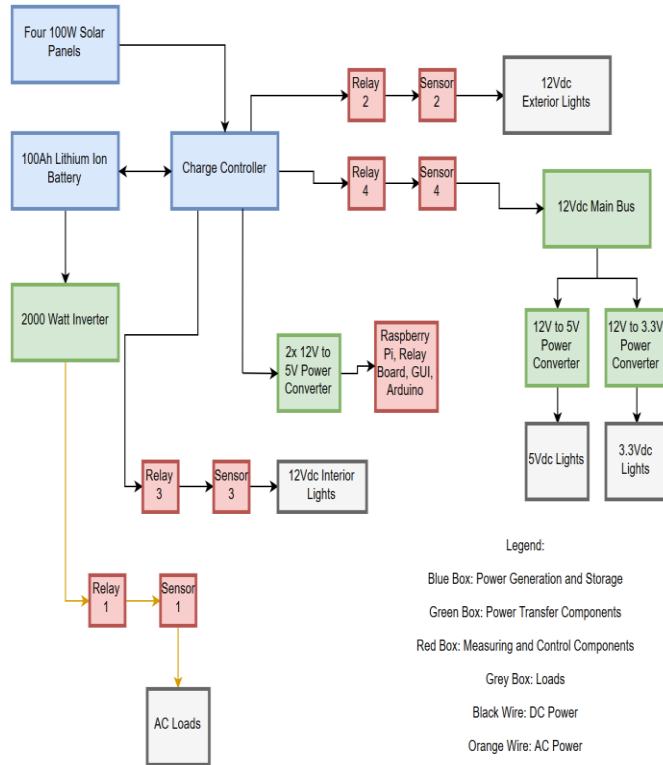 Four 100W Solar
Panels
Relay
2
Sensor
2
12Vdc
Exterior Lights
100Ah Lithium Ion
Battery
Charge Controller
Relay
4
Sensor
4
12Vdc Main Bus
2000 Watt Inverter
2x 12V to
5V Power
Converter
Raspberry
Pi, Relay
Board, GUI,
Arduino
12V to 5V
Power
Converter
12V to 3.3V
Power
Converter
Relay
3
Sensor
3
12Vdc Interior
Lights
5Vdc Lights
3.3Vdc
Lights
Relay
1
Sensor
1
AC Loads
Legend:
Blue Box: Power Generation and Storage
Green Box: Power Transfer Components
Red Box: Measuring and Control Components
Grey Box: Loads
Black Wire: DC Power
Orange Wire: AC Power